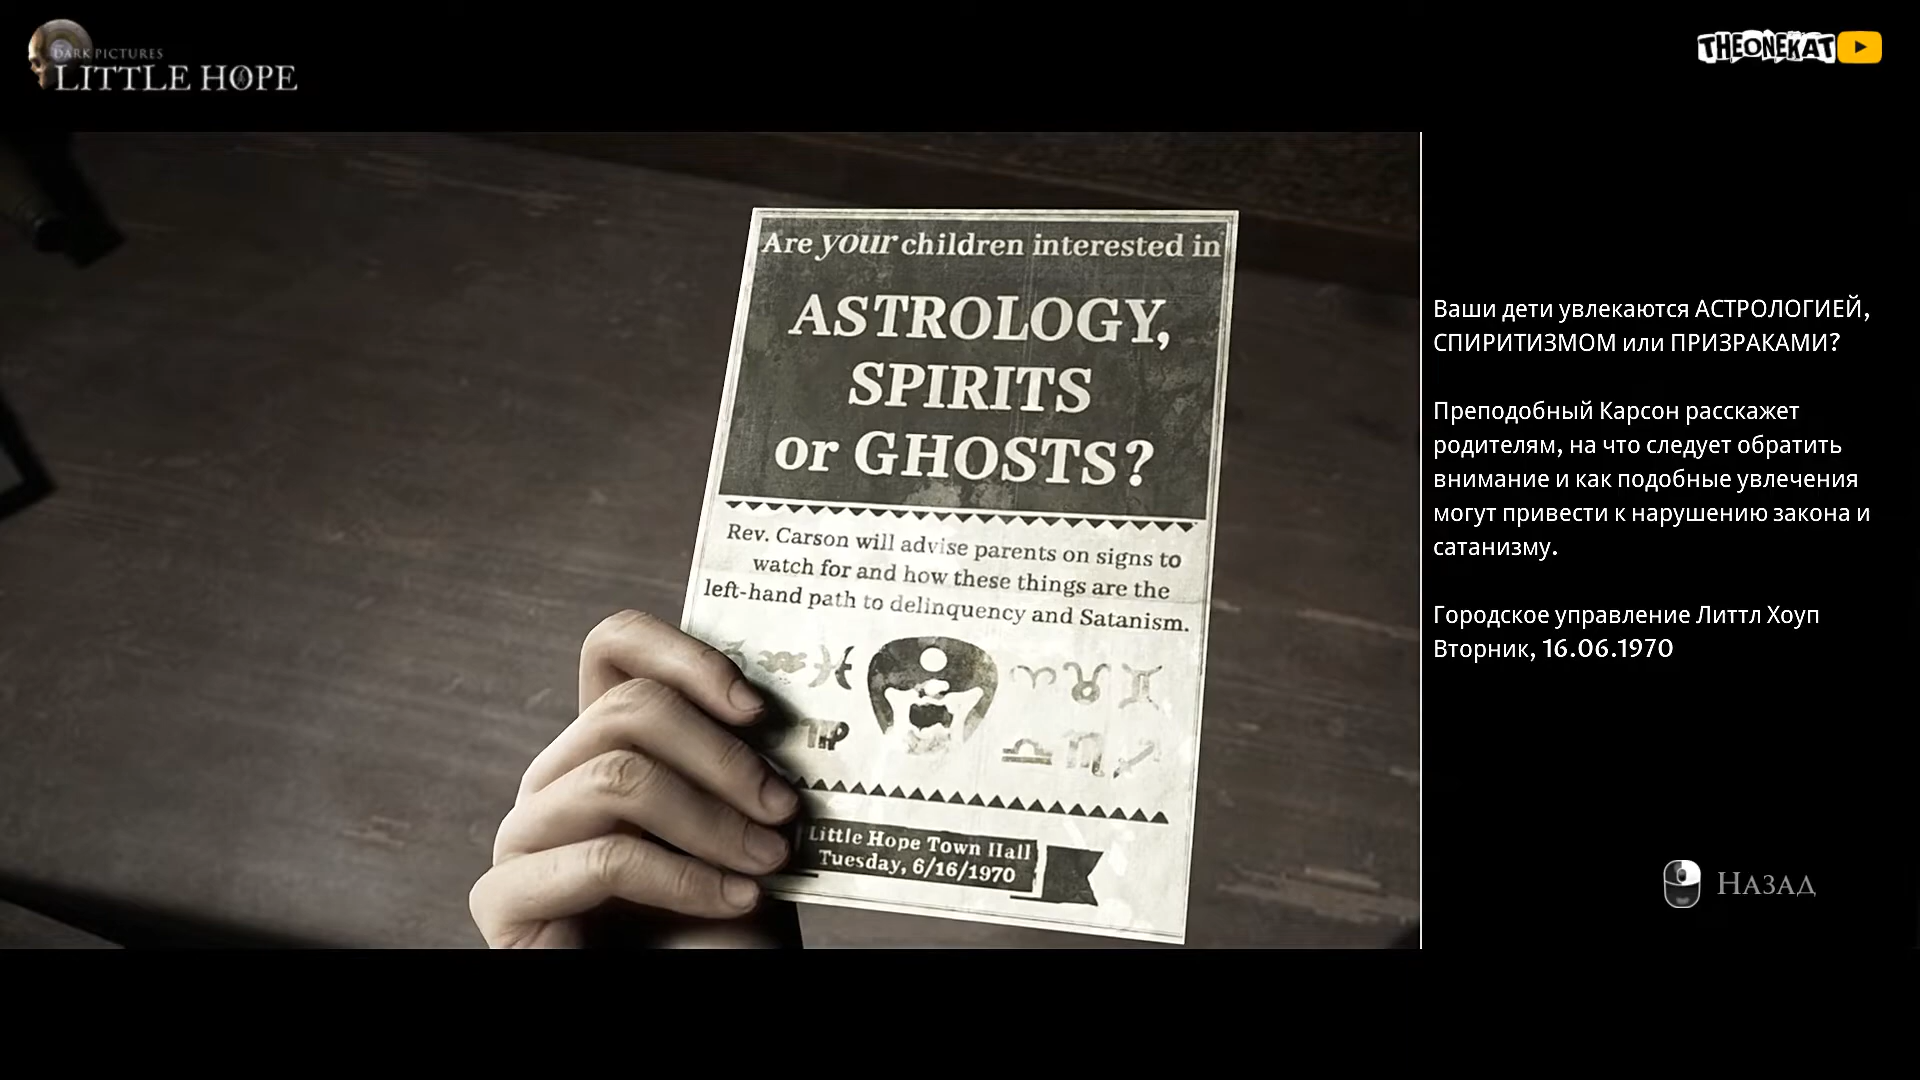 DARK PICTURES
LITTLE HOPE
THEONEKAT
Are your children interested in
ASTROLOGY,
SPIRITS
or GHOSTS?
Rev. Carson will advise parents on signs to
watch for and how these things are the
left-hand path to delinquency and Satanism.
Little Hope Town Hall
Tuesday, 6/16/1970
Ваши дети увлекаются АСТРОЛОГИЕЙ,
СПИРИТИЗМОМ или ПРИЗРАКАМИ?
Преподобный Карсон расскажет
родителям, на что следует обратить
внимание и как подобные увлечения
могут привести к нарушению закона и
сатанизму.
Городское управление Литтл Хоуп
Вторник, 16.06.1970
НАЗАД